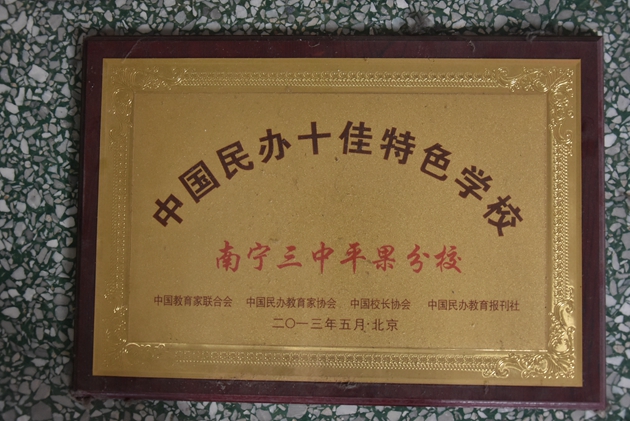 中国民办十佳特色学校
南宁三中平果分校
中国教育家联合会 中国民办教育家协会 中国校长协会 中国民办教育报刊社
二〇一三年五月·北京